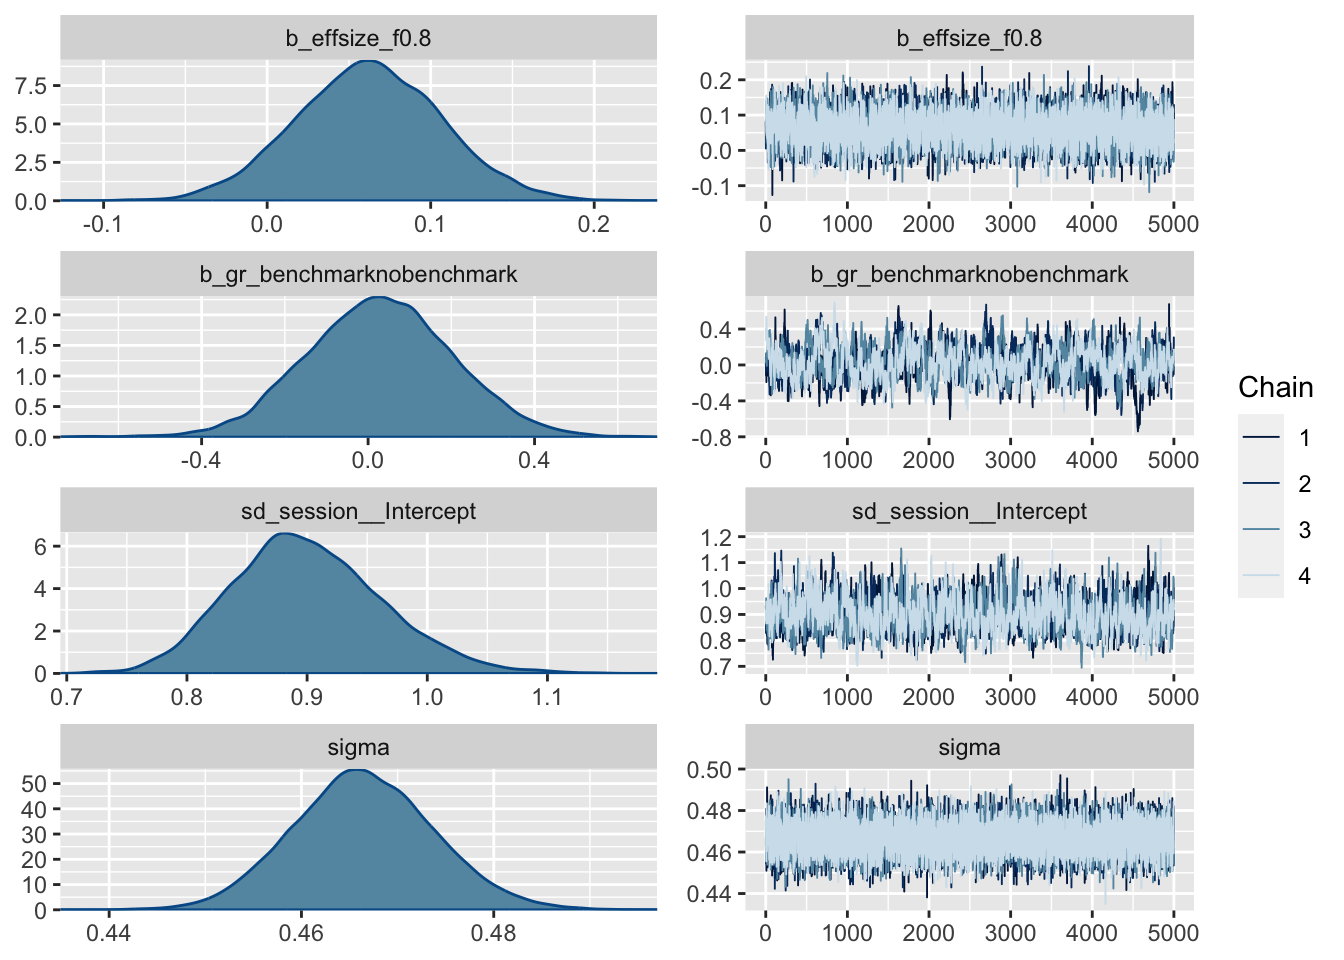 b_effsize_f0.8
7.5
5.0
2.5
0.0
-0.1 0.0 0.1 0.2
b_effsize_f0.8
0.2
0.1
0.0
-0.1
0 1000 2000 3000 4000 5000
b_gr_benchmarknobenchmark
2.0
1.5
1.0
0.5
0.0
-0.4 0.0 0.4
b_gr_benchmarknobenchmark
0.4
0.0
-0.4
-0.8
0 1000 2000 3000 4000 5000
sd_session__Intercept
6
4
2
0
0.7 0.8 0.9 1.0 1.1
sd_session__Intercept
1.2
1.1
1.0
0.9
0.8
0.7
0 1000 2000 3000 4000 5000
sigma
50
40
30
20
10
0
0.44 0.46 0.48
sigma
0.50
0.48
0.46
0.44
0 1000 2000 3000 4000 5000
Chain
1
2
3
4